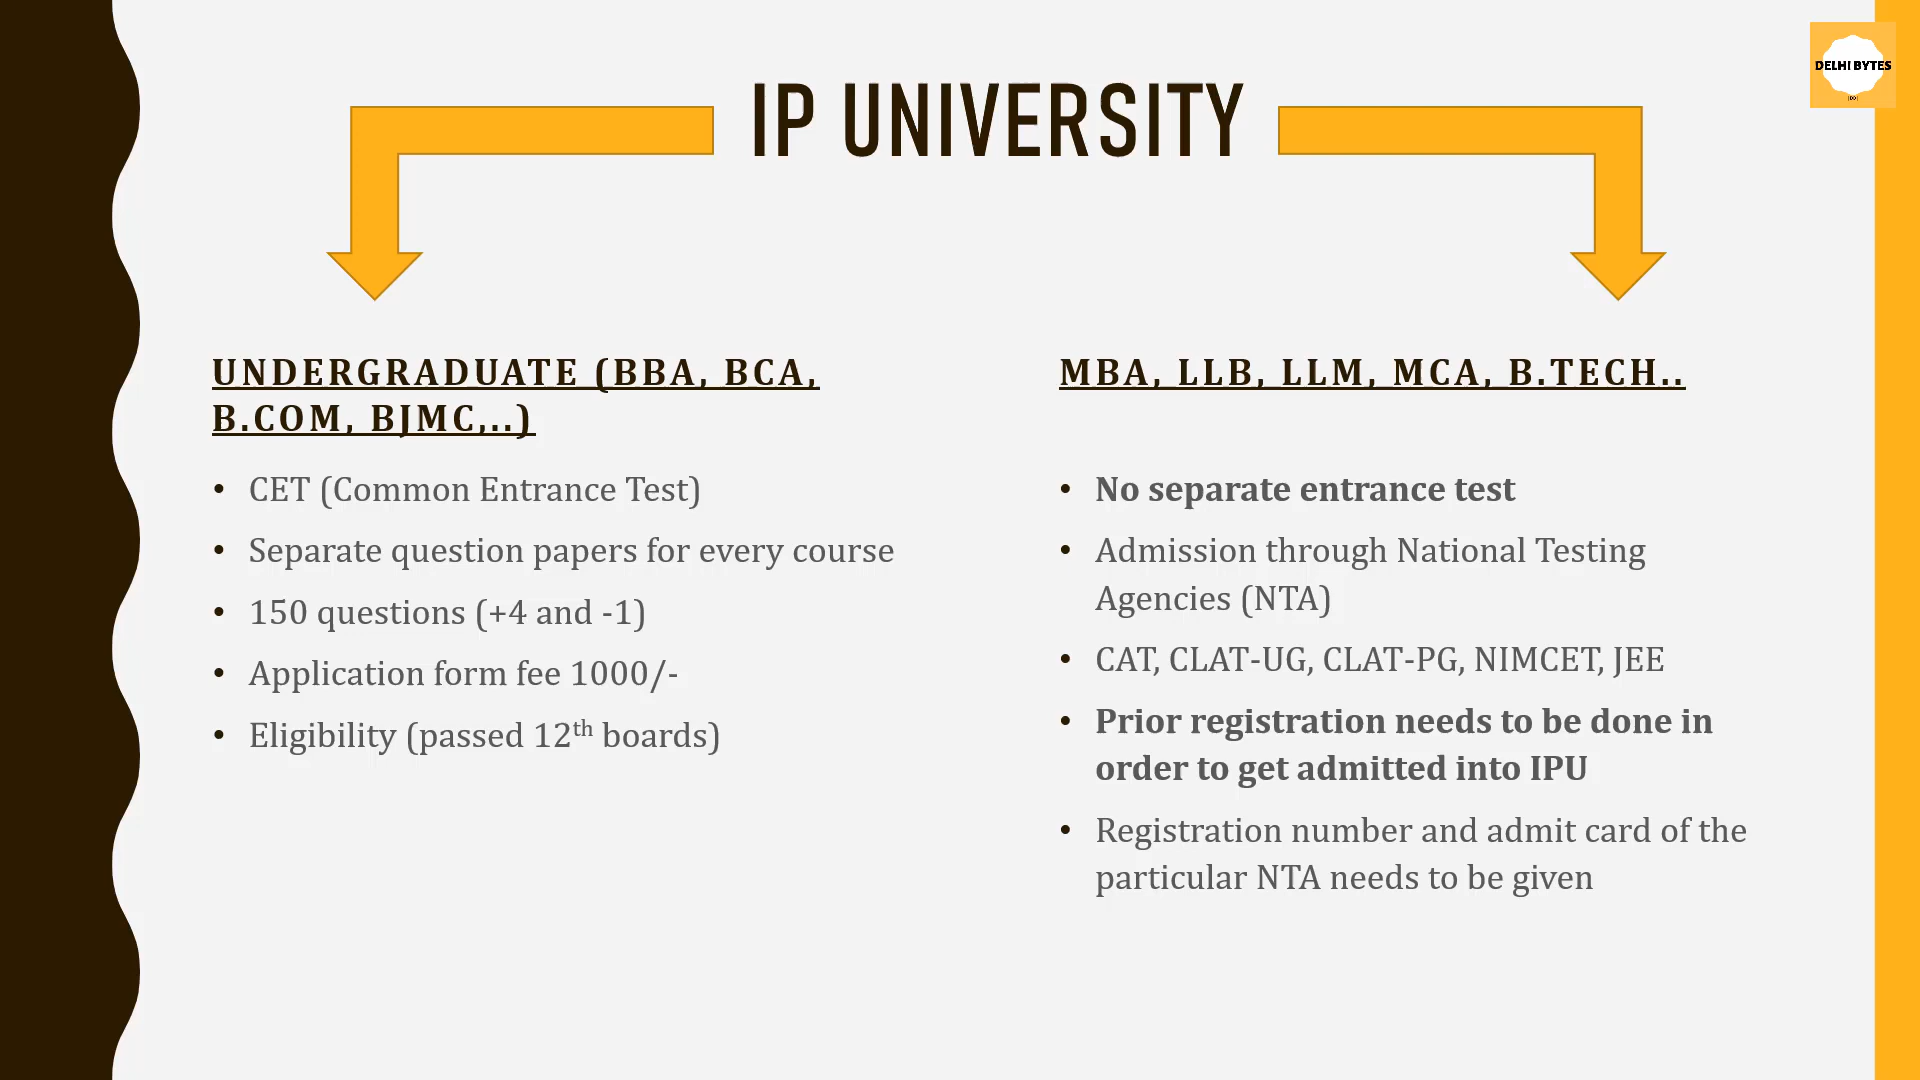 DELHI BYTES
IP UNIVERSITY
UNDERGRADUATE (BBA, BCA,
B.COM, BJMC,..)
• CET (Common Entrance Test)
• Separate question papers for every course
• 150 questions (+4 and -1)
• Application form fee 1000/-
• Eligibility (passed 12th boards)
MBA, LLB, LLM, MCA, B.TECH..
• No separate entrance test
• Admission through National Testing
Agencies (NTA)
• CAT, CLAT-UG, CLAT-PG, NIMCET, JEE
• Prior registration needs to be done in
order to get admitted into IPU
• Registration number and admit card of the
particular NTA needs to be given